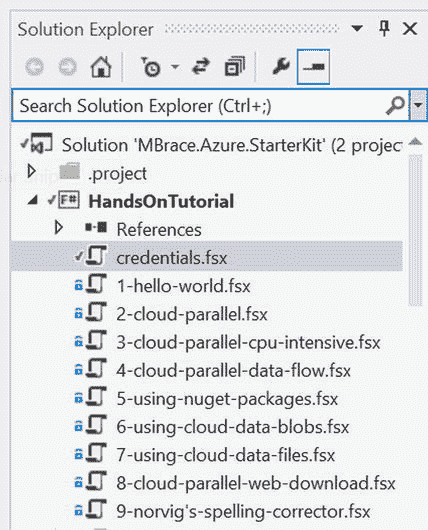 Solution Explorer
Search Solution Explorer (Ctrl+;)
Solution 'MBrace.Azure.StarterKit' (2 projec
.project
F# HandsOnTutorial
References
credentials.fsx
1-hello-world.fsx
2-cloud-parallel.fsx
3-cloud-parallel-cpu-intensive.fsx
4-cloud-parallel-data-flow.fsx
5-using-nuget-packages.fsx
6-using-cloud-data-blobs.fsx
7-using-cloud-data-files.fsx
8-cloud-parallel-web-download.fsx
9-norvig's-spelling-corrector.fsx